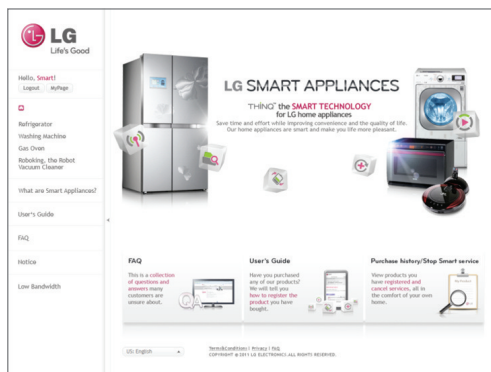 LG
Life's Good
Hello, Smart!
Logout MyPage
Refrigerator
Washing Machine
Gas Oven
Roboking, the Robot
Vacuum Cleaner
What are Smart Appliances?
User's Guide
FAQ
Notice
Low Bandwidth
LG SMART APPLIANCES
THINQ™ the SMART TECHNOLOGY
for LG home appliances
Save time and effort while improving convenience and the quality of life.
Our home appliances are smart and make you life more pleasant.
FAQ
This is a collection
of questions and
answers many
customers are
unsure about.
QA
User's Guide
Have you purchased
any of our products?
We will tell you
how to register the
product you have
bought.
Purchase history/Stop Smart service
View products you
have registered and
cancel services, all in
the comfort of your own
home.
US: English
Term&Conditions | Privacy | FAQ
COPYRIGHT © 2011 LG ELECTRONICS.ALL RIGHTS RESERVED.